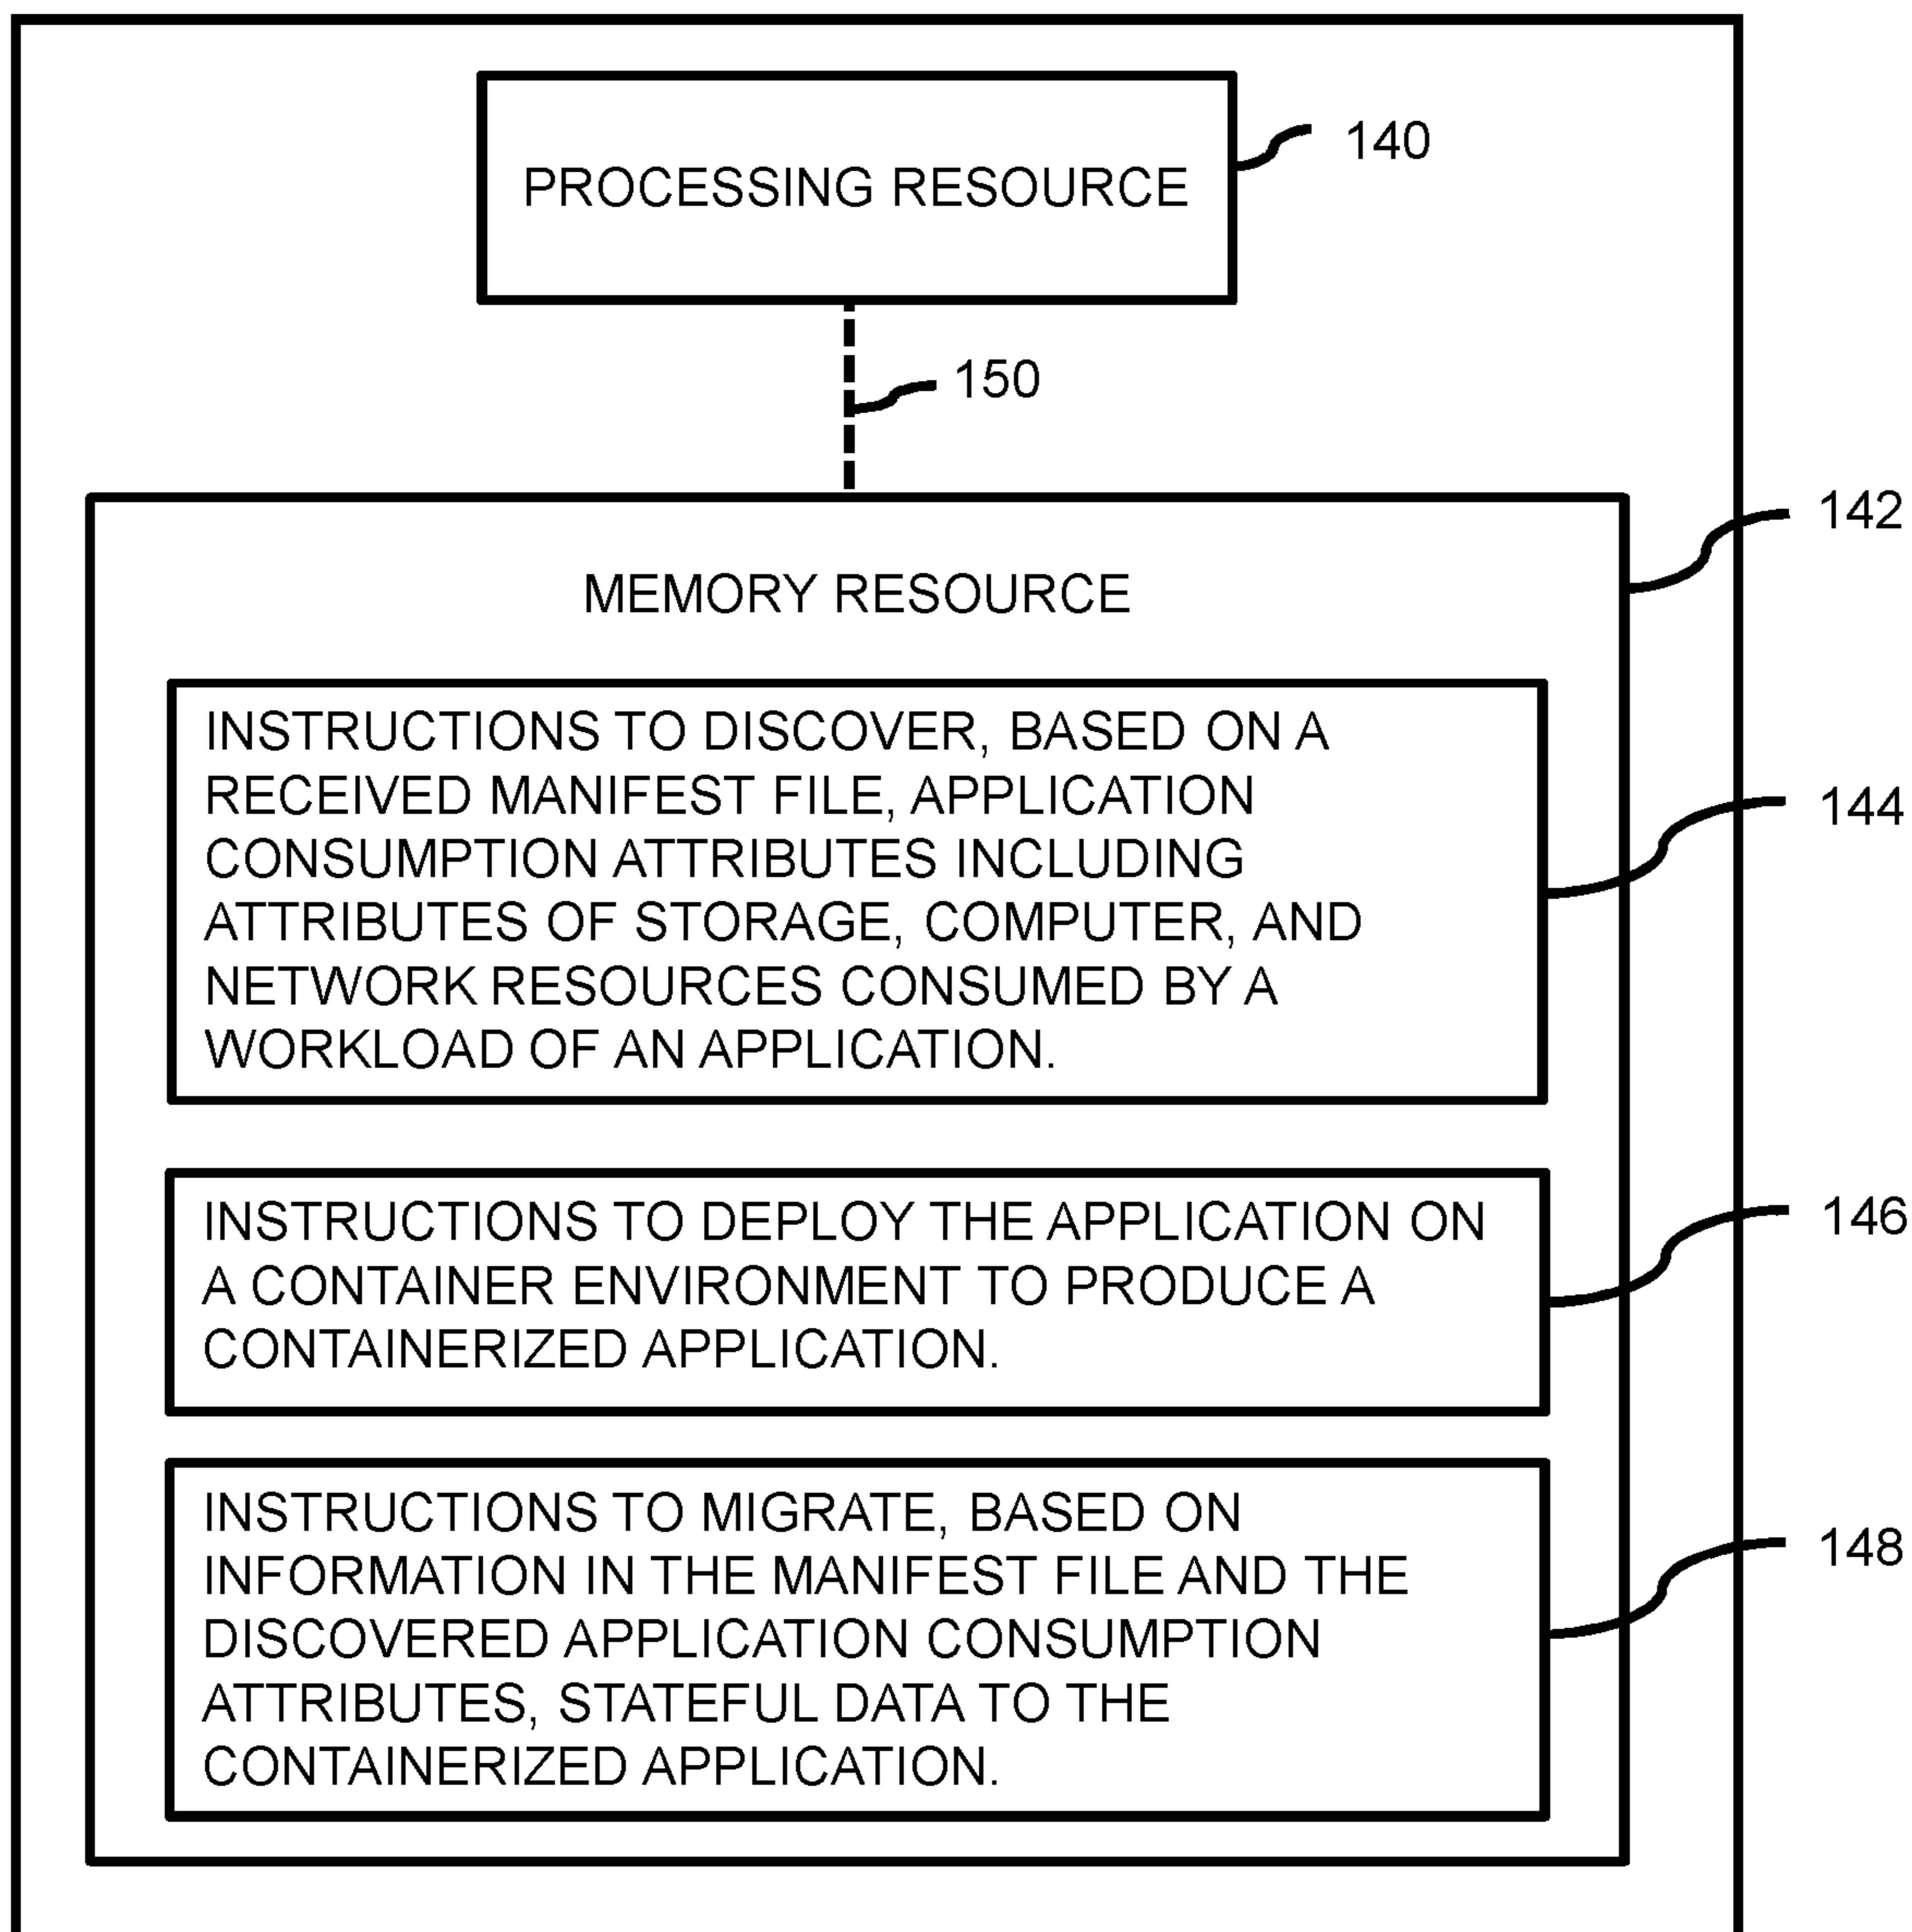 PROCESSING RESOURCE
140
150
142
MEMORY RESOURCE
INSTRUCTIONS TO DISCOVER, BASED ON A
RECEIVED MANIFEST FILE, APPLICATION
CONSUMPTION ATTRIBUTES INCLUDING
ATTRIBUTES OF STORAGE, COMPUTER, AND
NETWORK RESOURCES CONSUMED BY A
WORKLOAD OF AN APPLICATION.
144
INSTRUCTIONS TO DEPLOY THE APPLICATION ON
A CONTAINER ENVIRONMENT TO PRODUCE A
CONTAINERIZED APPLICATION.
146
INSTRUCTIONS TO MIGRATE, BASED ON
INFORMATION IN THE MANIFEST FILE AND THE
DISCOVERED APPLICATION CONSUMPTION
ATTRIBUTES, STATEFUL DATA TO THE
CONTAINERIZED APPLICATION.
148